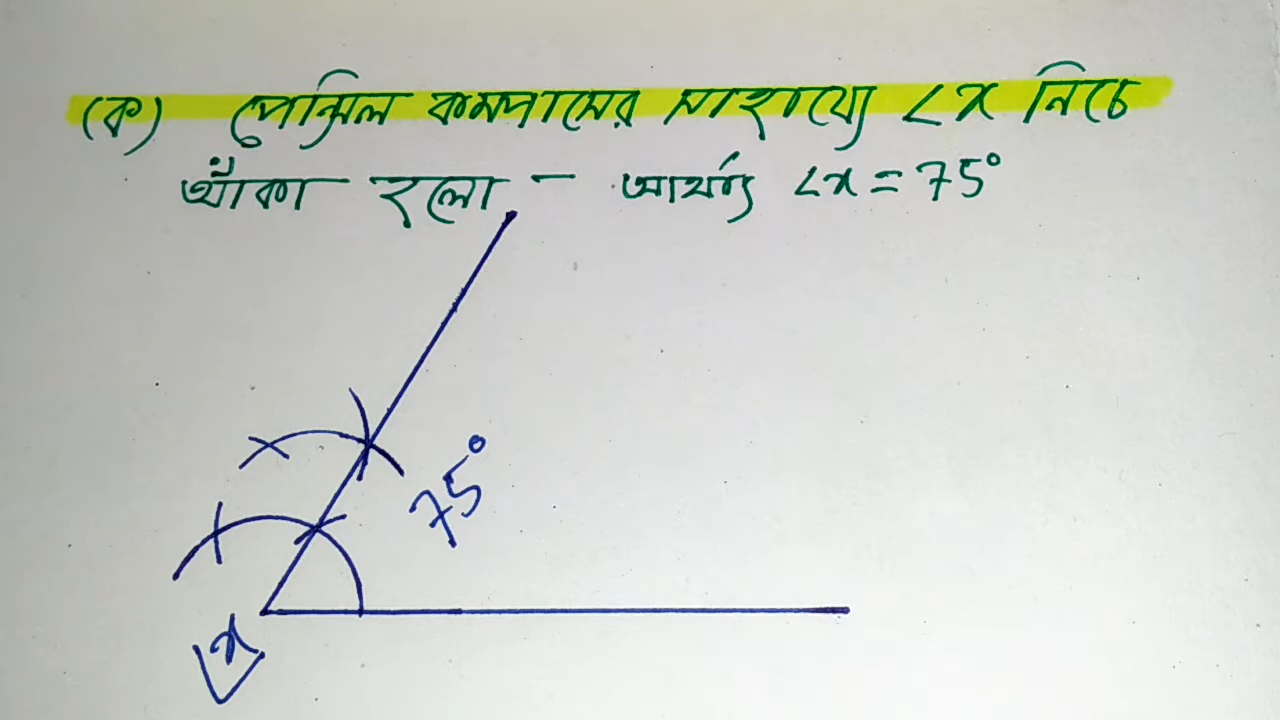 (ক) পেন্সিল কম্পাসের সাহায্যে ∠x নিচে
আঁকা হলো - অর্থাৎ ∠x = 75°
75°
∠x